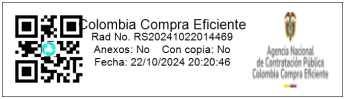 Colombia Compra Eficiente
Rad No. RS20241022014469
Anexos: No Con copia: No
Fecha: 22/10/2024 20:20:46
Agencia Nacional
de Contratación Pública
Colombia Compra Eficiente